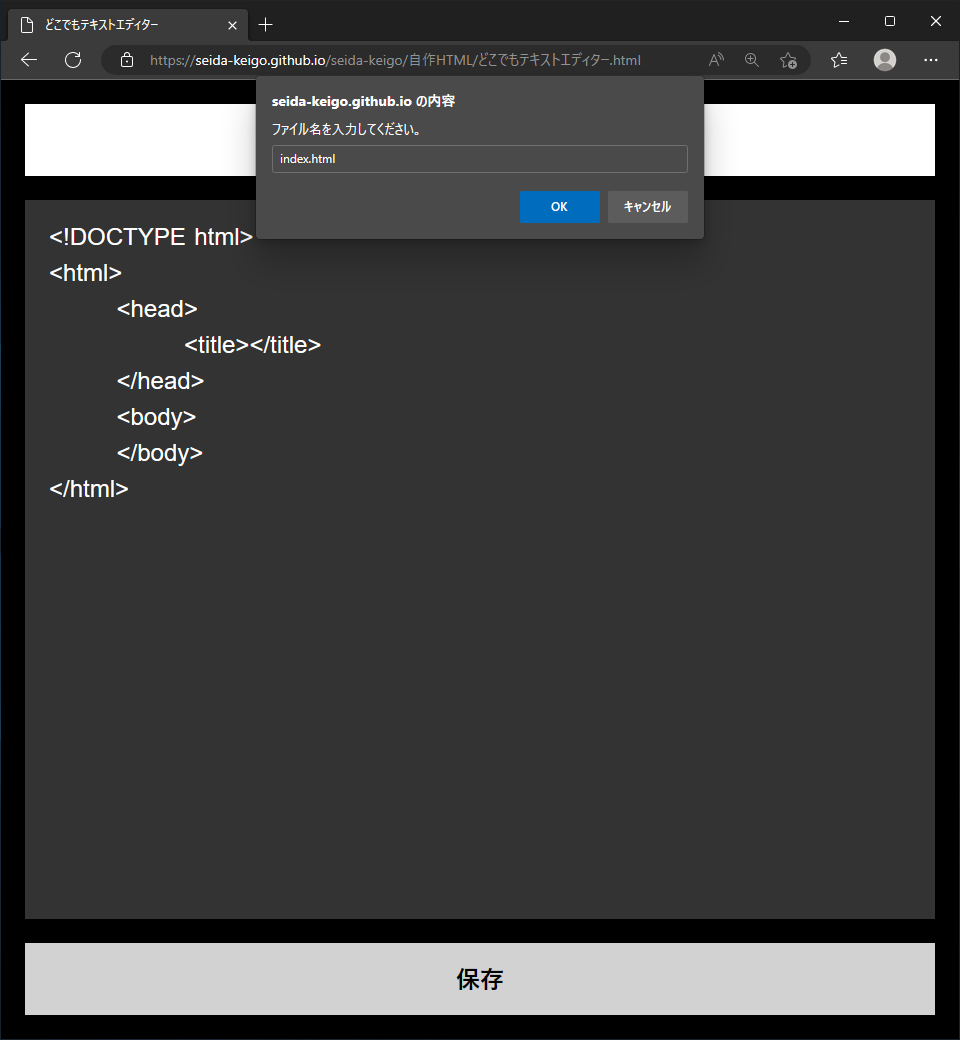 どこでもテキストエディター
https://seida-keigo.github.io/seida-keigo/自作HTML/どこでもテキストエディター.html
seida-keigo.github.io の内容
ファイル名を入力してください。
index.html
OK
キャンセル
<!DOCTYPE html>
<html>
<head>
<title></title>
</head>
<body>
</body>
</html>
保存